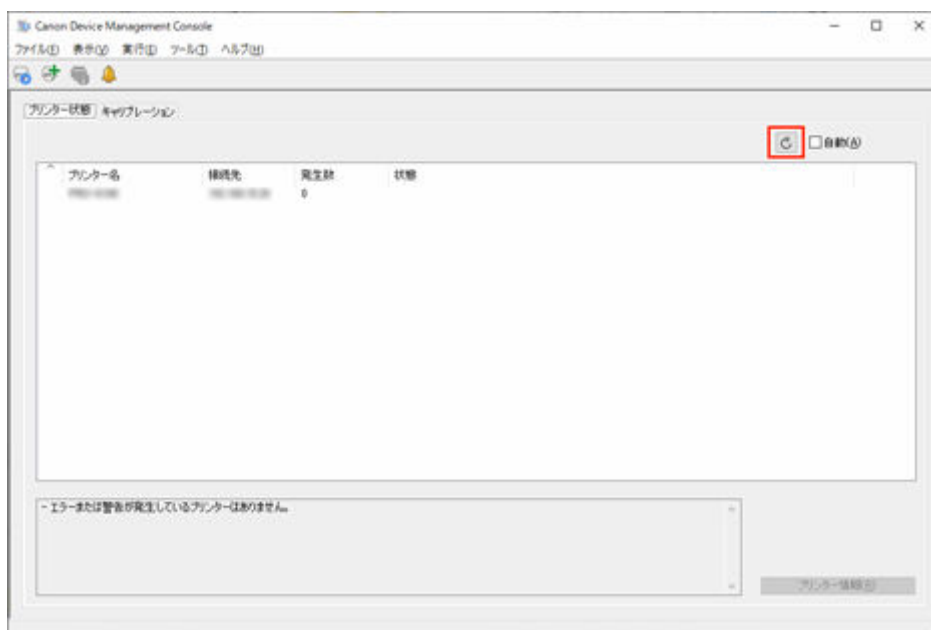 Canon Device Management Console
ファイル(F) 表示(V) 実行(E) ツール(T) ヘルプ(H)
プリンター状態 キャリブレーション
自動(A)
プリンター名 接続先 発生数 状態
0
- エラーまたは警告が発生しているプリンターはありません。
プリンター情報(R)